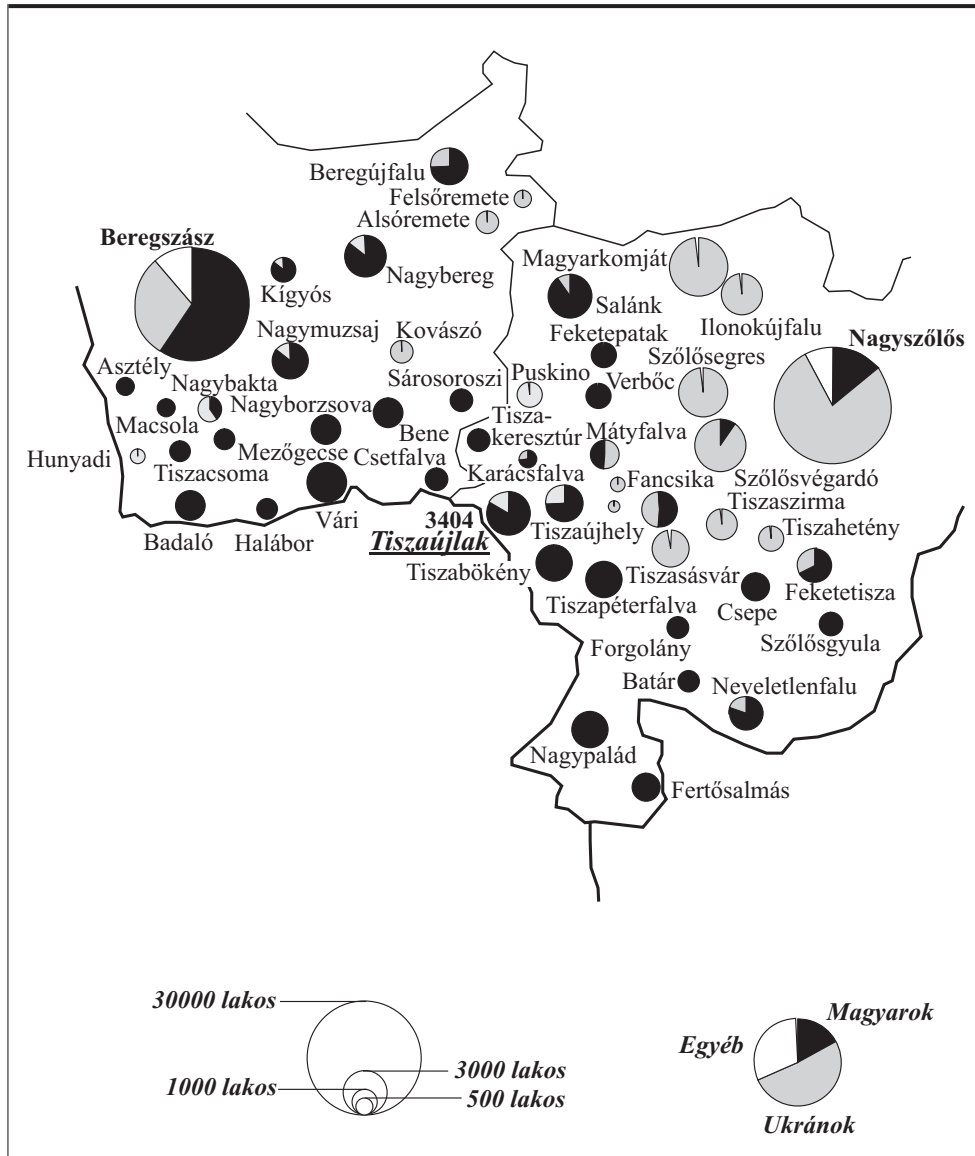 Beregújfalu
Felsőremete
Alsóremete
Beregszász
Nagybereg
Kígyós
Magyarkomját
Salánk
Ilonokújfalu
Nagymuzsaj
Kovászó
Feketepatak
Nagyszőlős
Asztély
Nagybakta
Sárosoroszi
Puskino
Szőlősegres
Verbőc
Macsola
Nagyborzsova
Bene
Tisza-
keresztúr
Mátyfalva
Hunyadi
Tiszacsoma
Mezőgecse
Csetfalva
Karácsfalva
Fancsika
Szőlősvégardó
Tiszaszirma
Badaló
Halábor
Vári
3404
Tiszaújlak
Tiszaújhely
Tiszahetény
Tiszabökény
Tiszasásvár
Feketetisza
Tiszapéterfalva
Csepe
Forgolány
Szőlősgyula
Batár
Neveletlenfalu
Nagypalád
Fertősalmás
30000 lakos
3000 lakos
1000 lakos
500 lakos
Magyarok
Egyéb
Ukránok